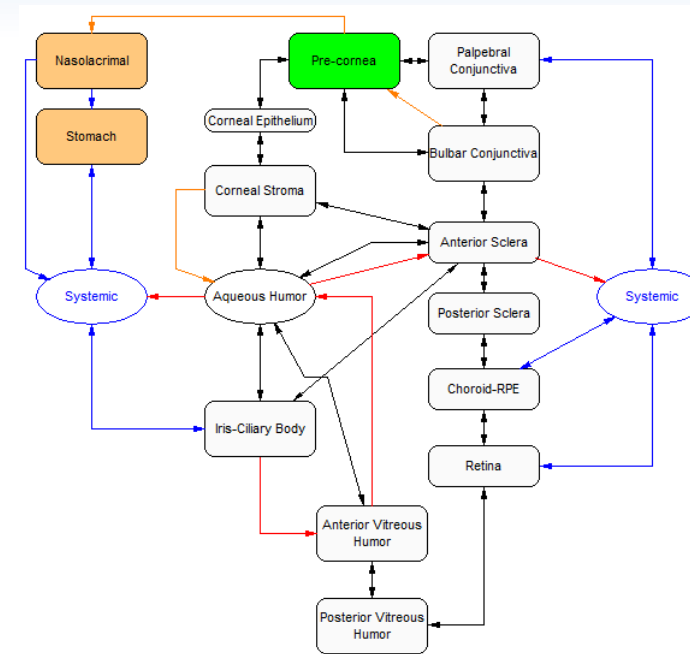 Nasolacrimal
Pre-cornea
Palpebral
Conjunctiva
Corneal Epithelium
Stomach
Bulbar Conjunctiva
Corneal Stroma
Anterior Sclera
Systemic
Aqueous Humor
Posterior Sclera
Systemic
Choroid-RPE
Iris-Ciliary Body
Retina
Anterior Vitreous
Humor
Posterior Vitreous
Humor